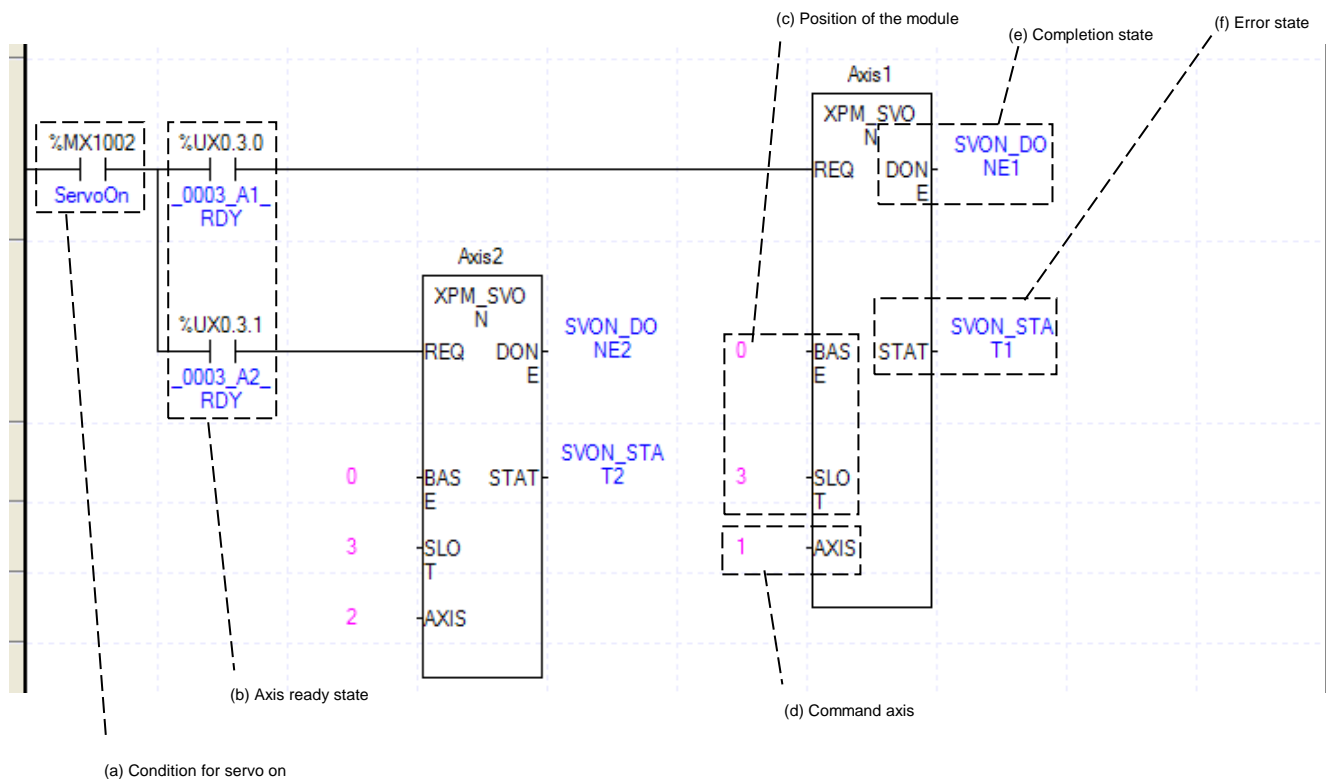 (c) Position of the module
(f) Error state
(e) Completion state
Axis1
XPM_SVO
N
%MX1002
%UX0.3.0
SVON_DO
NE1
REQ
DON
E
ServoOn
_0003_A1_
RDY
Axis2
XPM_SVO
N
%UX0.3.1
SVON_DO
NE2
SVON_STA
T1
REQ
DON
E
0
BAS
E
STAT
_0003_A2_
RDY
SVON_STA
T2
0
BAS
E
STAT
3
SLO
T
3
SLO
T
1
AXIS
2
AXIS
(b) Axis ready state
(d) Command axis
(a) Condition for servo on